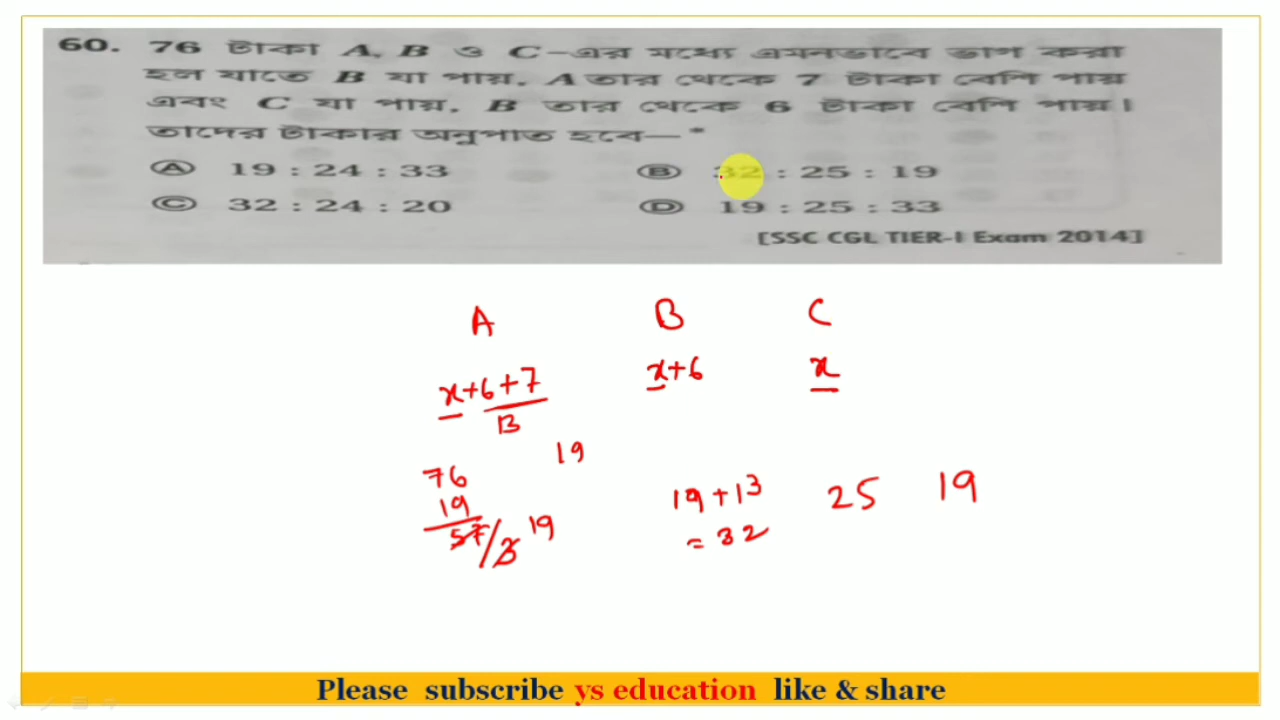 60. 76 টাকা A, B ও C-এর মধ্যে এমনভাবে ভাগ করা
হল যাতে B যা পায়, A তার থেকে 7 টাকা বেশি পায়
এবং C যা পায়, B তার থেকে 6 টাকা বেশি পায়।
তাদের টাকার অনুপাত হবে—*
Ⓐ 19 : 24 : 33 Ⓑ 32 : 25 : 19
Ⓒ 32 : 24 : 20 Ⓓ 19 : 25 : 33
[SSC CGL TIER-I Exam 2014]
A B C
x+6+7 x+6 x
13
76 19
19 19+13 25 19
57/3 19 = 32
Please subscribe ys education like & share